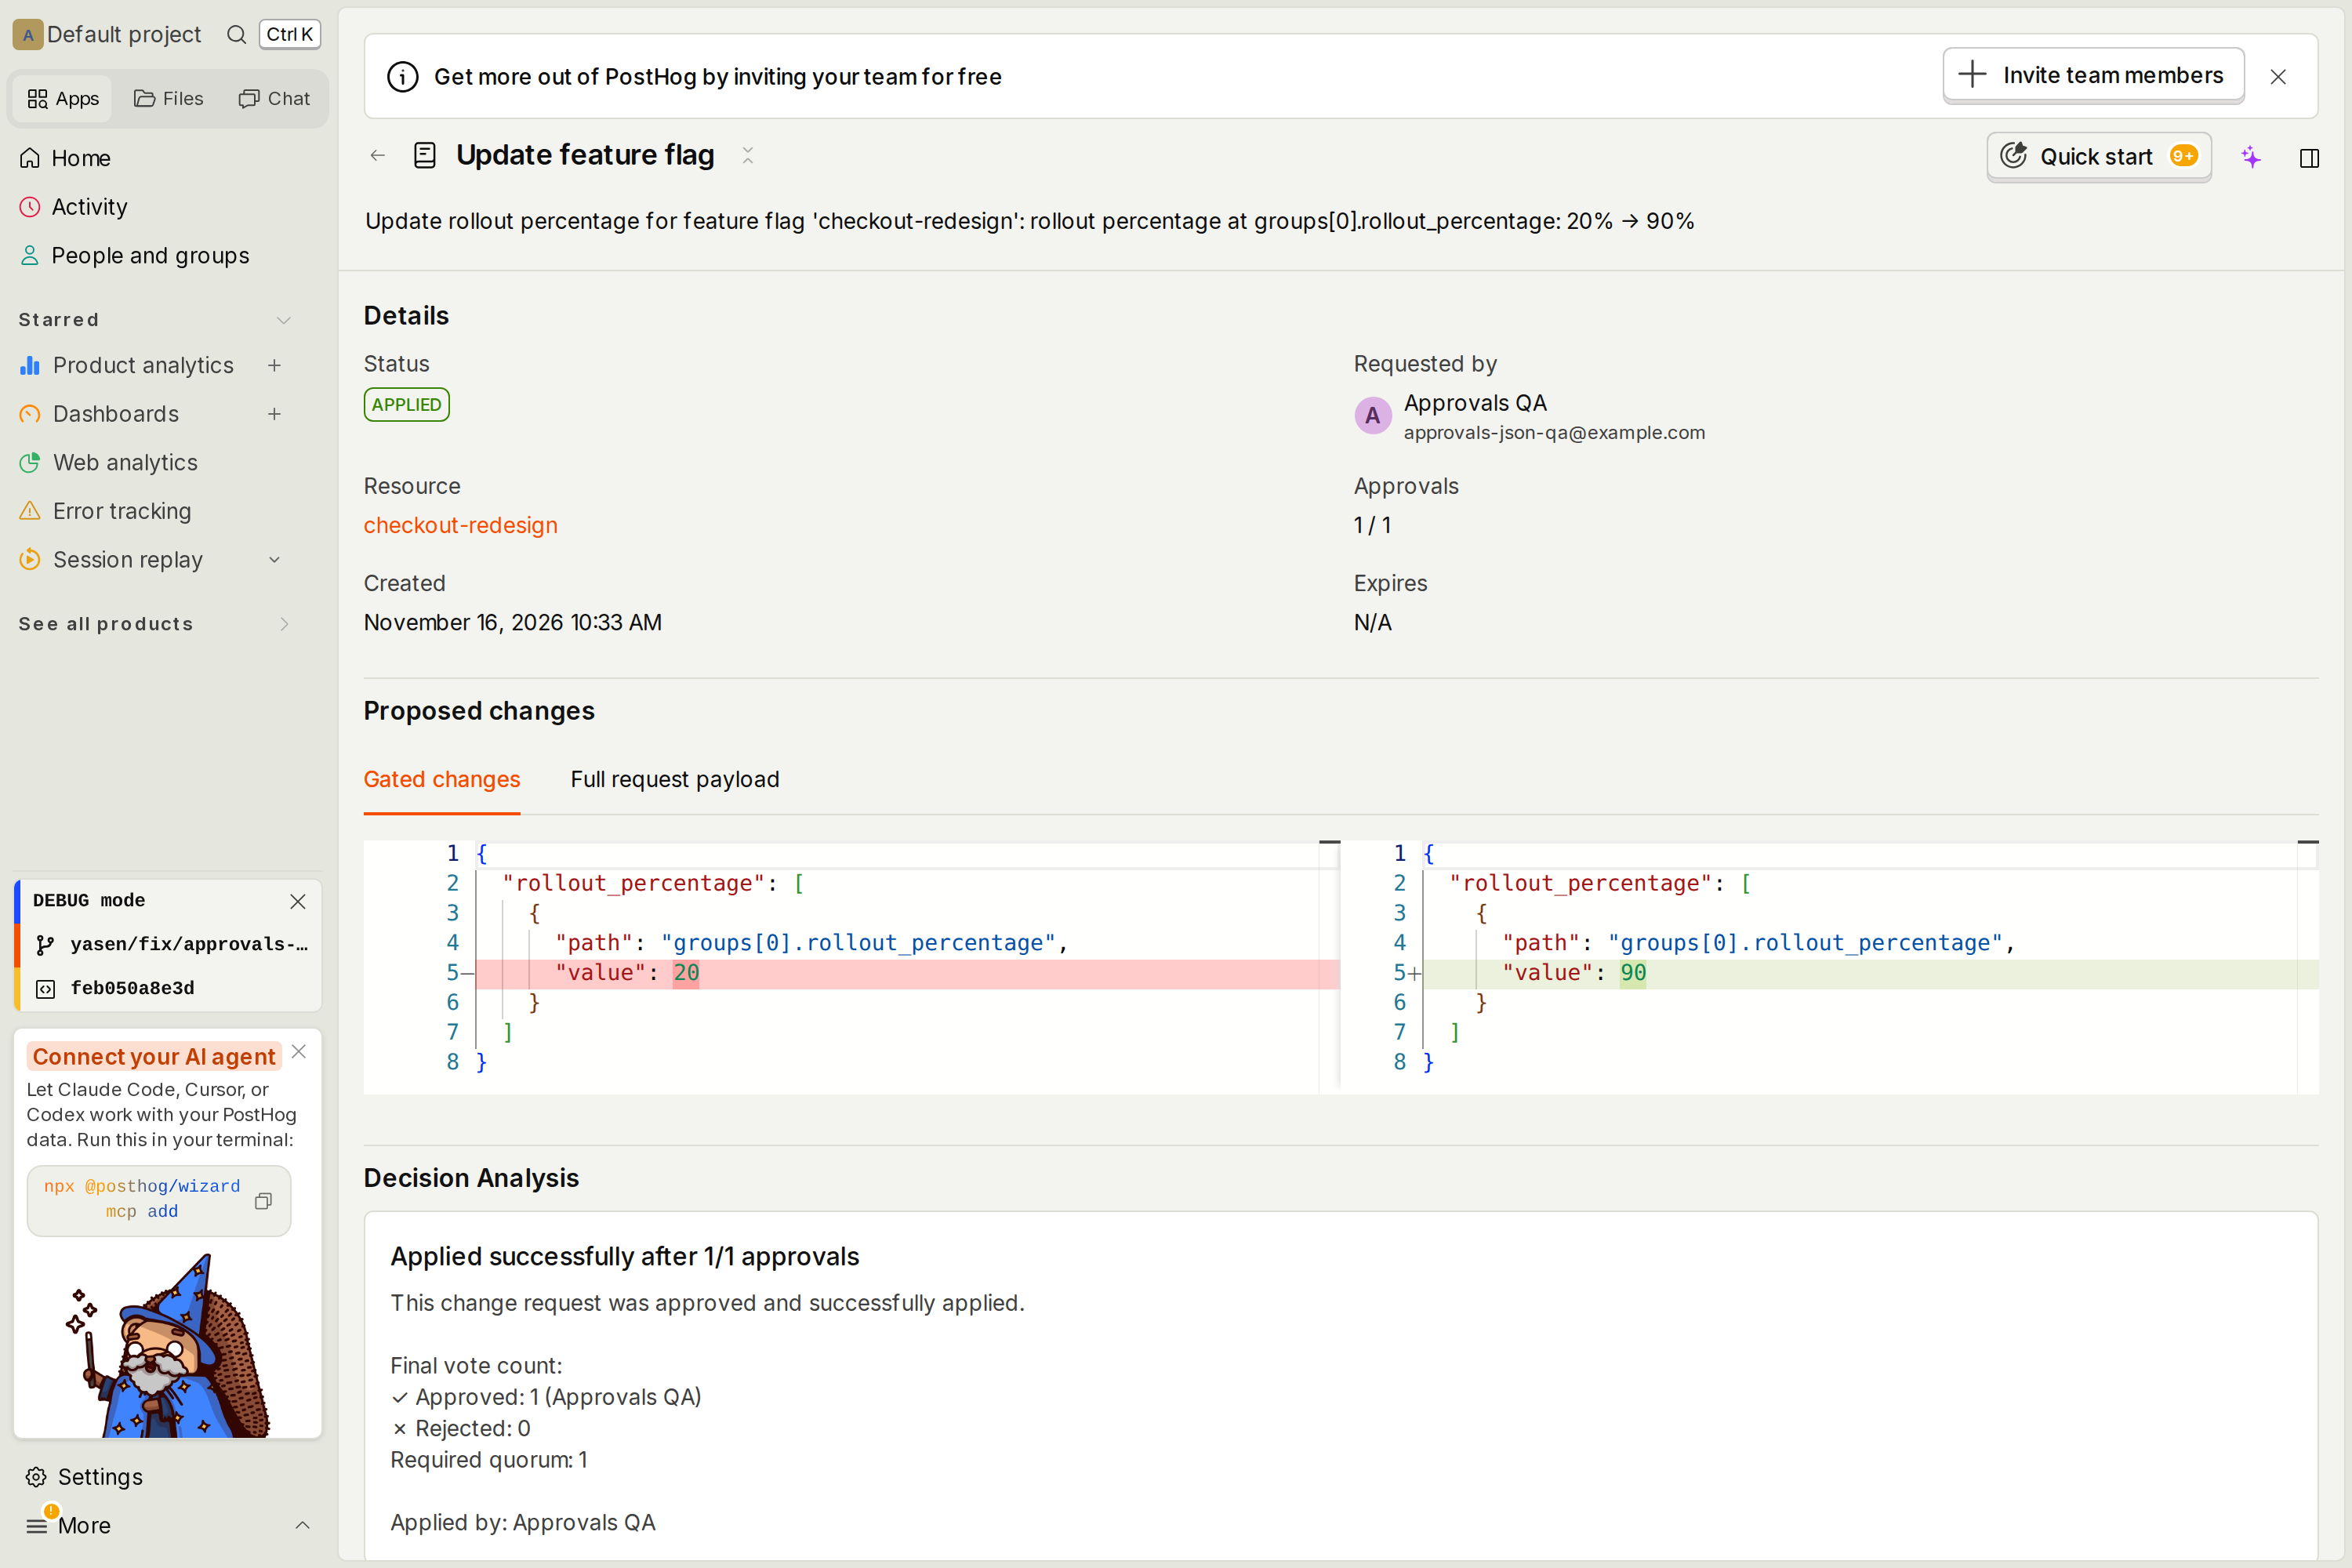 A Default project Ctrl K
Apps Files Chat
Home
Activity
People and groups
Starred
Product analytics
Dashboards
Web analytics
Error tracking
Session replay
See all products
DEBUG mode
yasen/fix/approvals-…
feb050a8e3d
Connect your AI agent
Let Claude Code, Cursor, or
Codex work with your PostHog
data. Run this in your terminal:
npx @posthog/wizard
mcp add
Settings
More
Get more out of PostHog by inviting your team for free
Invite team members
Update feature flag
Quick start 9+
Update rollout percentage for feature flag 'checkout-redesign': rollout percentage at groups[0].rollout_percentage: 20% → 90%
Details
Status
APPLIED
Requested by
A Approvals QA
approvals-json-qa@example.com
Resource
checkout-redesign
Approvals
1 / 1
Created
November 16, 2026 10:33 AM
Expires
N/A
Proposed changes
Gated changes Full request payload
1 {
2 "rollout_percentage": [
3 {
4 "path": "groups[0].rollout_percentage",
5— "value": 20
6 }
7 ]
8 }
1 {
2 "rollout_percentage": [
3 {
4 "path": "groups[0].rollout_percentage",
5+ "value": 90
6 }
7 ]
8 }
Decision Analysis
Applied successfully after 1/1 approvals
This change request was approved and successfully applied.
Final vote count:
✓ Approved: 1 (Approvals QA)
× Rejected: 0
Required quorum: 1
Applied by: Approvals QA